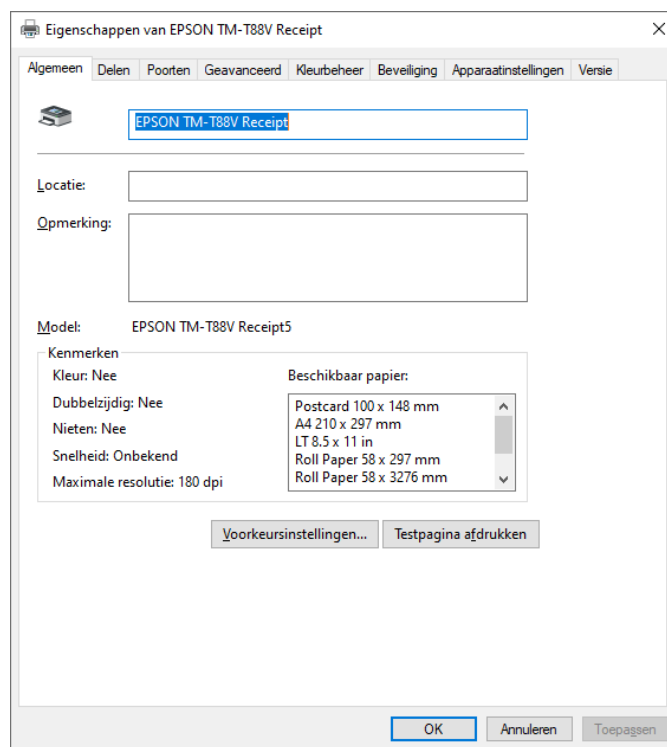 Eigenschappen van EPSON TM-T88V Receipt
Algemeen Delen Poorten Geavanceerd Kleurbeheer Beveiliging Apparaatinstellingen Versie
EPSON TM-T88V Receipt
Locatie:
Opmerking:
Model: EPSON TM-T88V Receipt5
Kenmerken
Kleur: Nee
Dubbelzijdig: Nee
Nieten: Nee
Snelheid: Onbekend
Maximale resolutie: 180 dpi
Beschikbaar papier:
Postcard 100 x 148 mm
A4 210 x 297 mm
LT 8.5 x 11 in
Roll Paper 58 x 297 mm
Roll Paper 58 x 3276 mm
Voorkeursinstellingen... Testpagina afdrukken
OK Annuleren Toepassen